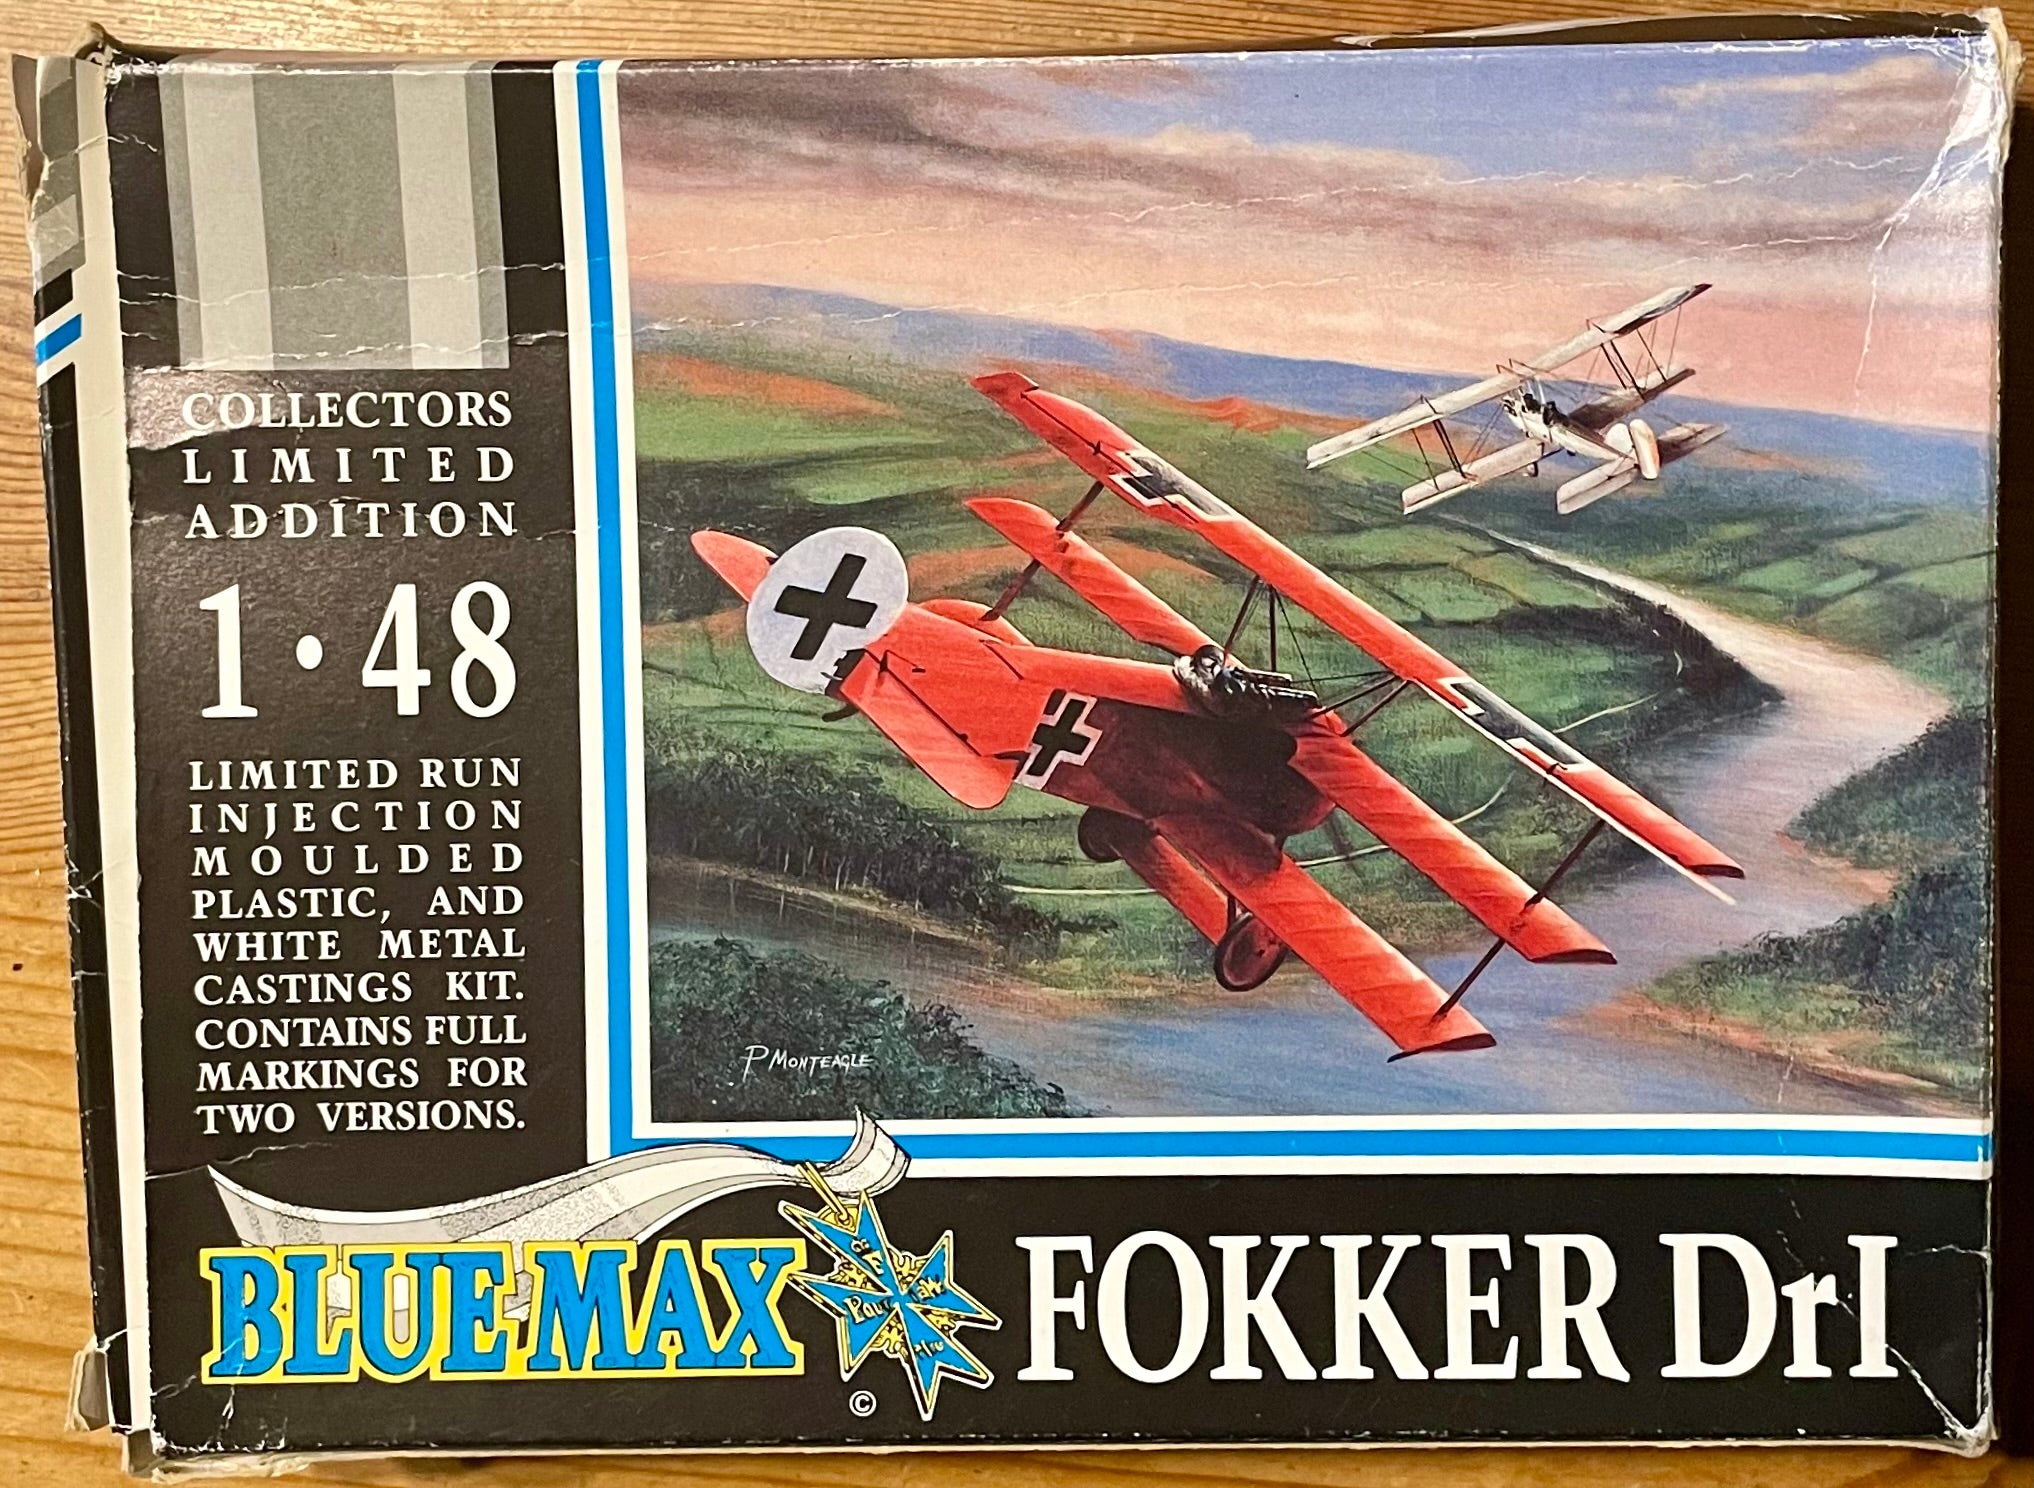 COLLECTORS
LIMITED
ADDITION
1·48
LIMITED RUN
INJECTION
MOULDED
PLASTIC, AND
WHITE METAL
CASTINGS KIT.
CONTAINS FULL
MARKINGS FOR
TWO VERSIONS.
P MONTEAGLE
BLUE MAX
Pour
©
FOKKER DrI